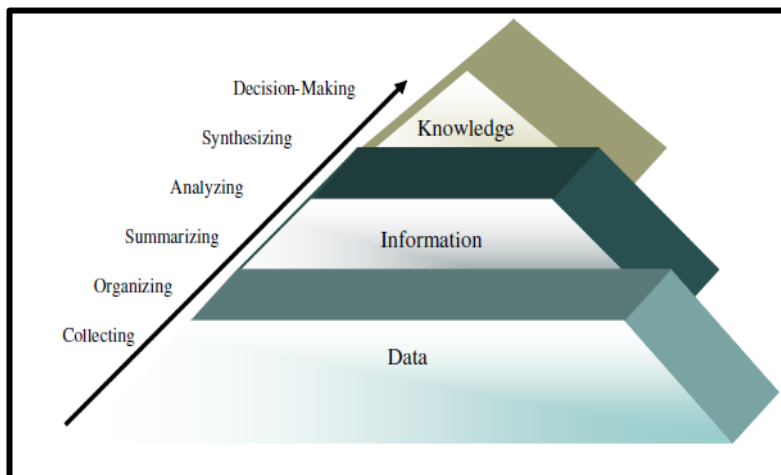 Decision-Making
Knowledge
Synthesizing
Analyzing
Summarizing
Information
Organizing
Collecting
Data